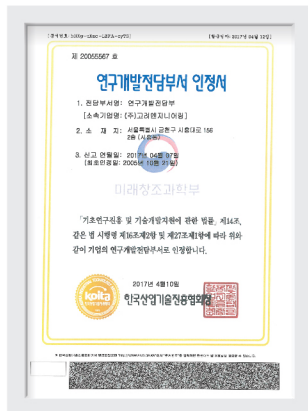 제 20055567 호
연구개발전담부서 인정서
1. 전담부서명: 연구개발전담부
[소속기업명: (주)고려엔지니어링]
2. 소 재 지: 서울특별시 금천구 시흥대로 156
2층 (시흥동)
3. 신고 연월일: 2017년 04월 07일
(최초인정일: 2005년 10월 21일)
미래창조과학부
「기초연구진흥 및 기술개발지원에 관한 법률」제14조,
같은 법 시행령 제16조제2항 및 제27조제1항에 따라 위와
같이 기업의 연구개발전담부서로 인정합니다.
2017년 4월10일
koita
한국산업기술진흥협회장